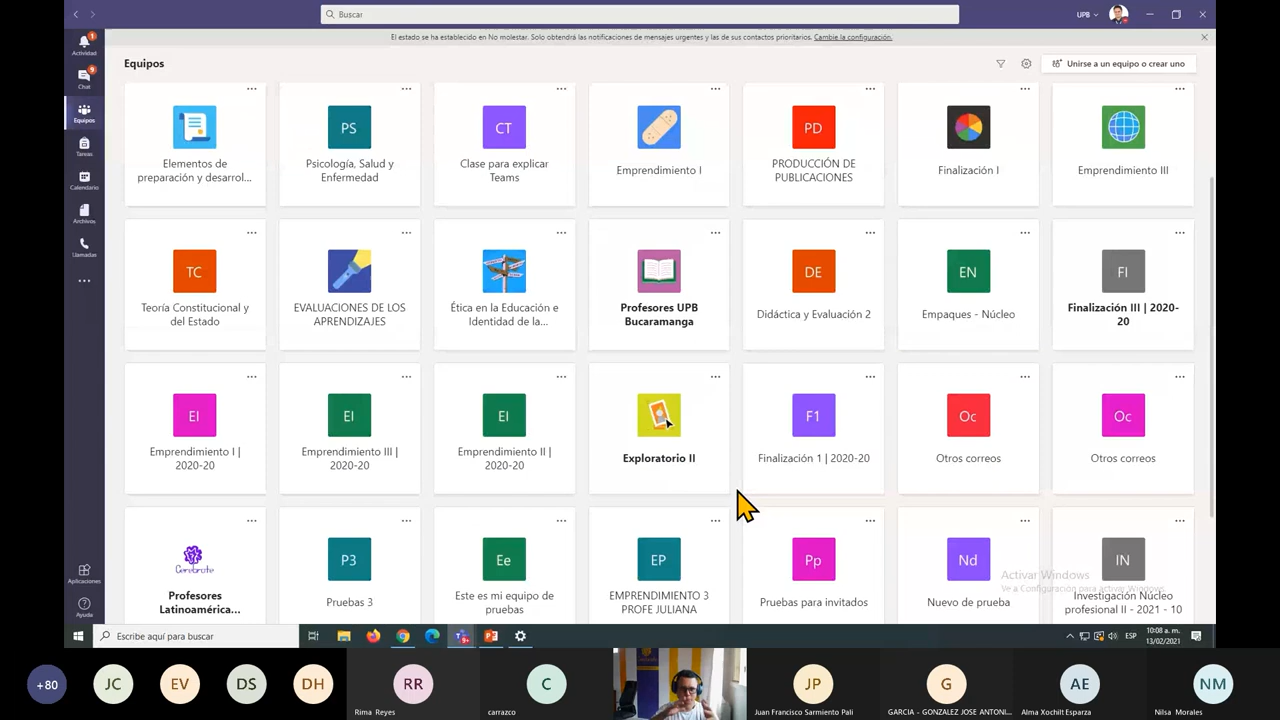 Buscar
UPB
El estado se ha establecido en No molestar. Solo obtendrá las notificaciones de mensajes urgentes y las de sus contactos prioritarios. Cambie la configuración.
Actividad
1
Chat
9
Equipos
Tareas
Calendario
Archivos
Llamadas
Aplicaciones
Ayuda
Equipos
Unirse a un equipo o crear uno
Elementos de
preparación y desarrol...
PS
Psicología, Salud y
Enfermedad
CT
Clase para explicar
Teams
Emprendimiento I
PD
PRODUCCIÓN DE
PUBLICACIONES
Finalización I
Emprendimiento III
TC
Teoría Constitucional y
del Estado
EVALUACIONES DE LOS
APRENDIZAJES
Ética en la Educación e
Identidad de la...
Profesores UPB
Bucaramanga
DE
Didáctica y Evaluación 2
EN
Empaques - Núcleo
FI
Finalización III | 2020-
20
EI
Emprendimiento I |
2020-20
EI
Emprendimiento III |
2020-20
EI
Emprendimiento II |
2020-20
Exploratorio II
F1
Finalización 1 | 2020-20
Oc
Otros correos
Oc
Otros correos
Profesores
Latinoamérica...
P3
Pruebas 3
Ee
Este es mi equipo de
pruebas
EP
EMPRENDIMIENTO 3
PROFE JULIANA
Pp
Pruebas para invitados
Nd
Nuevo de prueba
IN
Investigación Núcleo
profesional II - 2021 - 10
Activar Windows
Ve a Configuración para activar Windows.
Escribe aquí para buscar
9+
ESP
10:08 a. m.
13/02/2021
+80
JC
EV
DS
DH
RR
Rima Reyes
C
carrazco
JP
Juan Francisco Sarmiento Pali
G
GARCIA - GONZALEZ JOSE ANTONI...
AE
Alma Xochilt Esparza
NM
Nilsa Morales